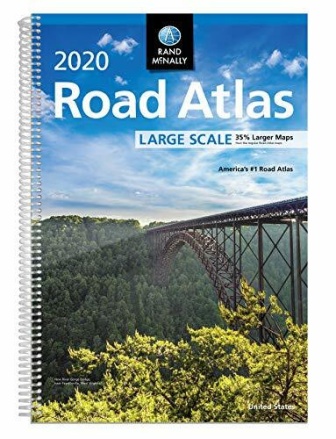 RAND
McNALLY
2020
Road Atlas
LARGE SCALE
35% Larger Maps
America's #1 Road Atlas
United States